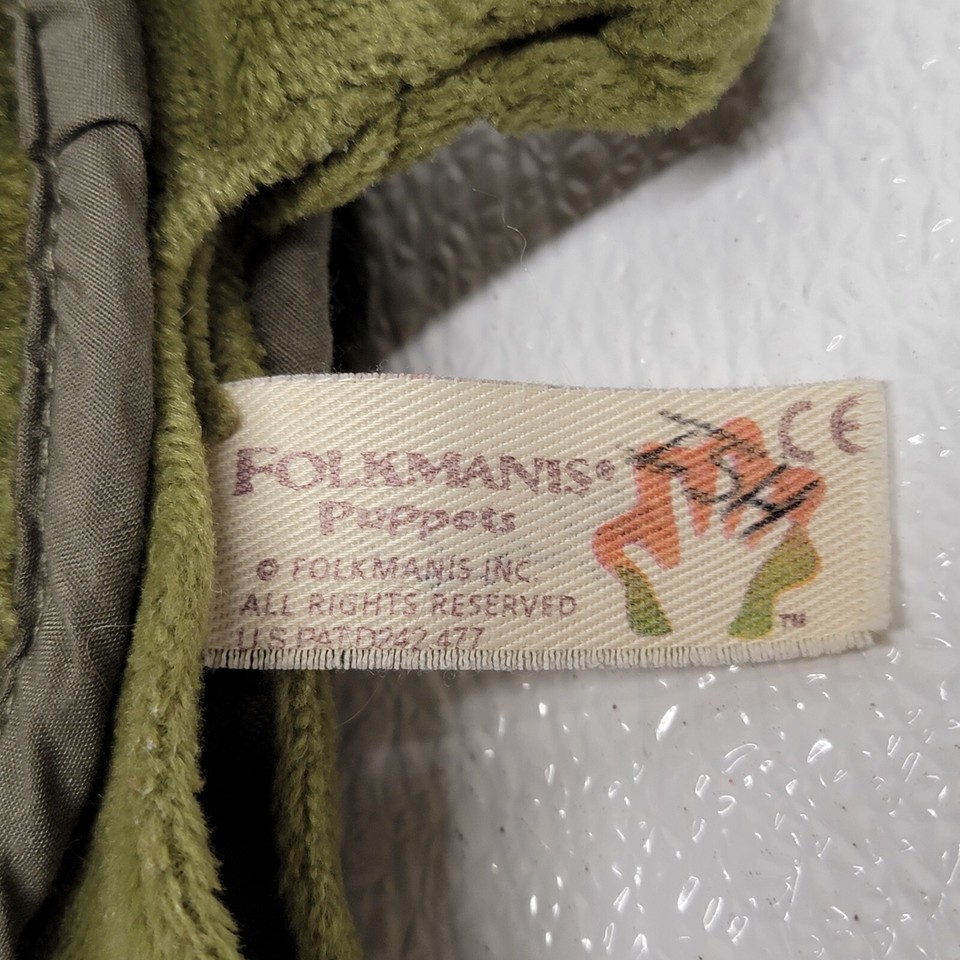 FOLKMANIS®
Puppets
© FOLKMANIS INC.
ALL RIGHTS RESERVED
U.S. PAT. D242,477
CE
TM